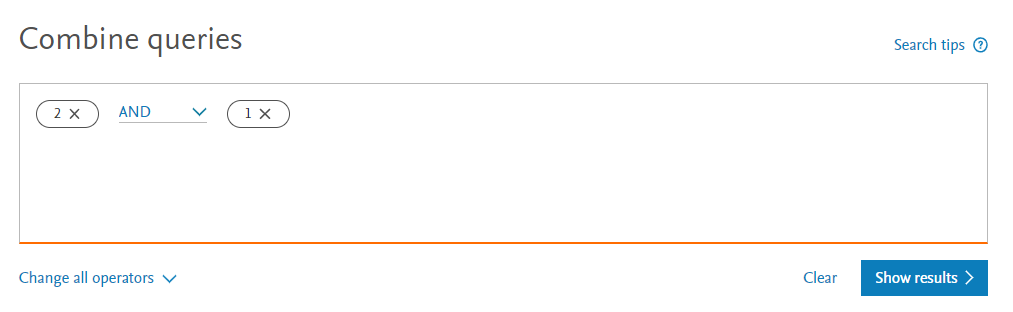 Combine queries
Search tips
2 AND 1
Change all operators
Clear
Show results